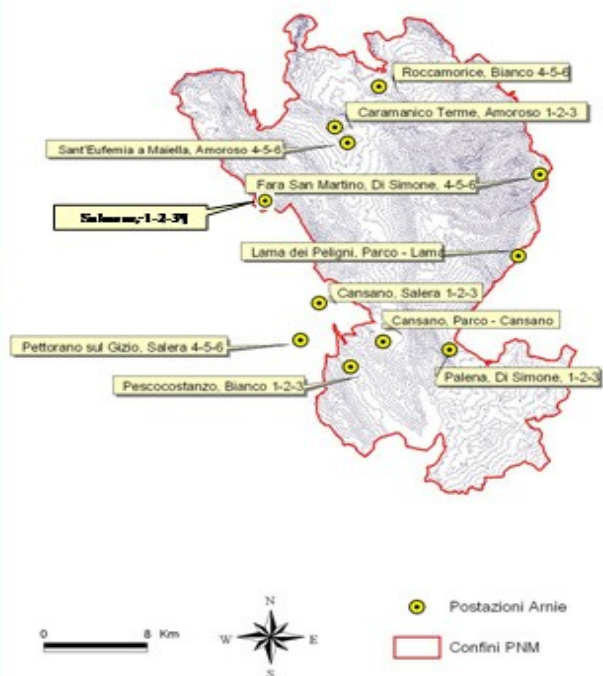 Roccamorice, Bianco 4-5-6
Caramanico Terme, Amoroso 1-2-3
Sant'Eufemia a Maiella, Amoroso 4-5-6
Fara San Martino, Di Simone, 4-5-6
1-2-3
Lama dei Peligni, Parco - Lama
Cansano, Salera 1-2-3
Cansano, Parco - Cansano
Pettorano sul Gizio, Salera 4-5-6
Pescocostanzo, Bianco 1-2-3
Palena, Di Simone, 1-2-3
N
W
E
S
0 8 Km
Postazioni Arnie
Confini PNM